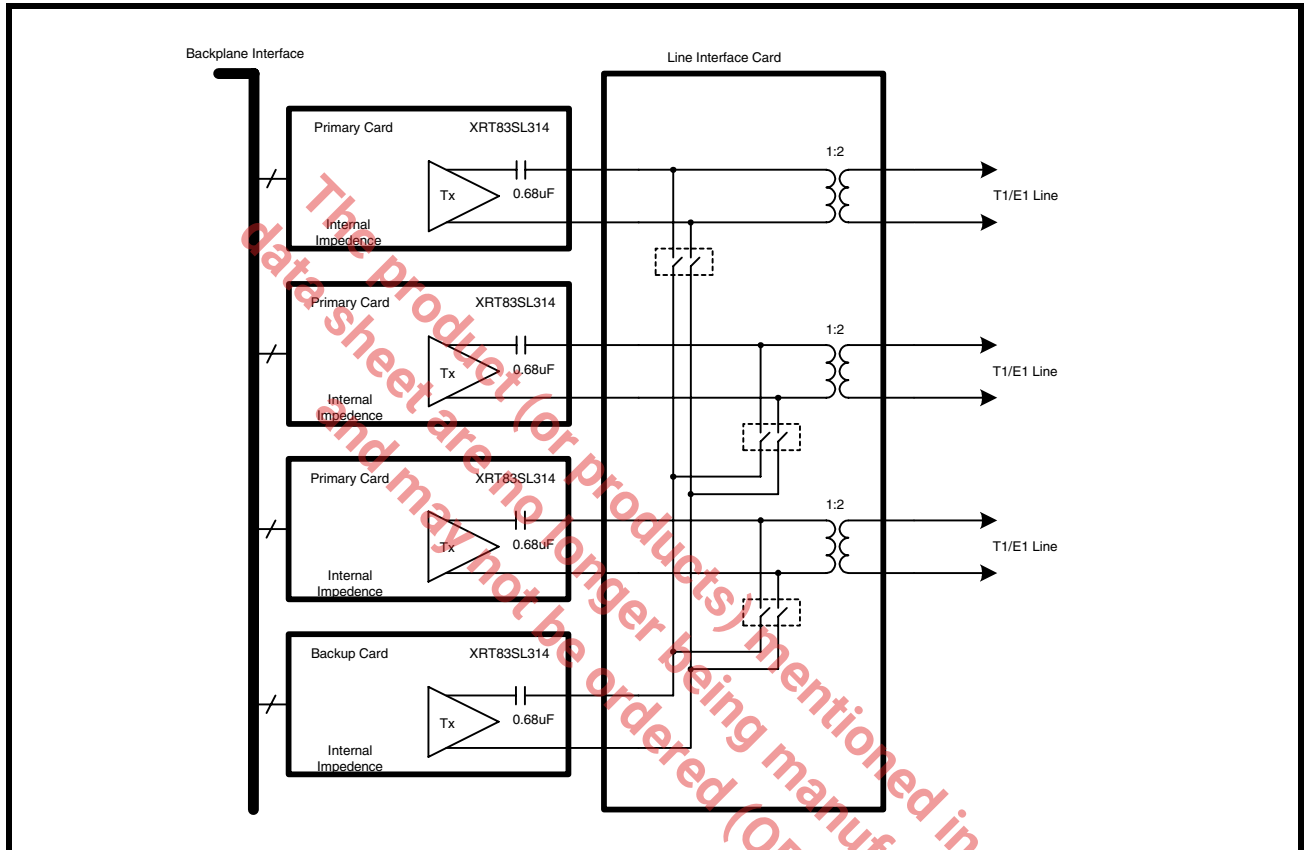 Backplane Interface
Line Interface Card
Primary Card XRT83SL314
Tx
0.68uF
Internal
Impedence
1:2
T1/E1 Line
Primary Card XRT83SL314
Tx
0.68uF
Internal
Impedence
1:2
T1/E1 Line
Primary Card XRT83SL314
Tx
0.68uF
Internal
Impedence
1:2
T1/E1 Line
Backup Card XRT83SL314
Tx
0.68uF
Internal
Impedence
The product (or products) mentioned in
data sheet are no longer being manuf
and may not be ordered (O